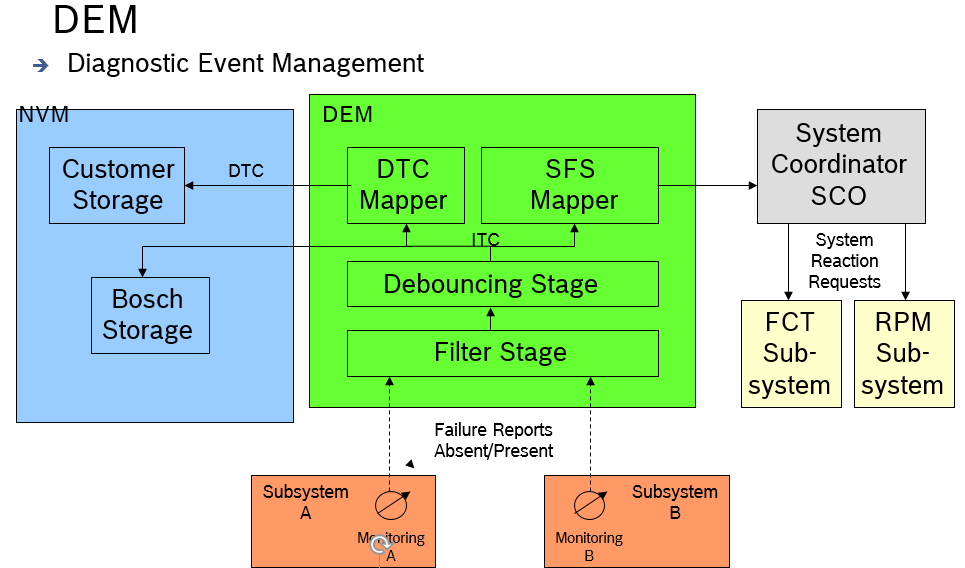 DEM
Diagnostic Event Management
NVM
DEM
Customer
Storage
DTC
DTC
Mapper
SFS
Mapper
System
Coordinator
SCO
ITC
System
Reaction
Requests
Bosch
Storage
Debouncing Stage
Filter Stage
FCT
Sub-
system
RPM
Sub-
system
Failure Reports
Absent/Present
Subsystem
A
Monitoring
A
Subsystem
B
Monitoring
B